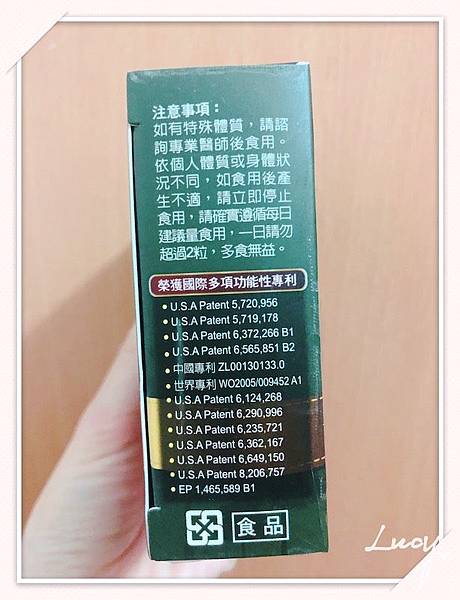 注意事項：
如有特殊體質，請諮
詢專業醫師後食用。
依個人體質或身體狀
況不同，如食用後產
生不適，請立即停止
食用，請確實遵循每日
建議量食用，一日請勿
超過2粒，多食無益。
榮獲國際多項功能性專利
• U.S.A Patent 5,720,956
• U.S.A Patent 5,719,178
• U.S.A Patent 6,372,266 B1
• U.S.A Patent 6,565,851 B2
• 中國專利 ZL00130133.0
• 世界專利 WO2005/009452 A1
• U.S.A Patent 6,124,268
• U.S.A Patent 6,290,996
• U.S.A Patent 6,235,721
• U.S.A Patent 6,362,167
• U.S.A Patent 6,649,150
• U.S.A Patent 8,206,757
• EP 1,465,589 B1
食品
Lucy